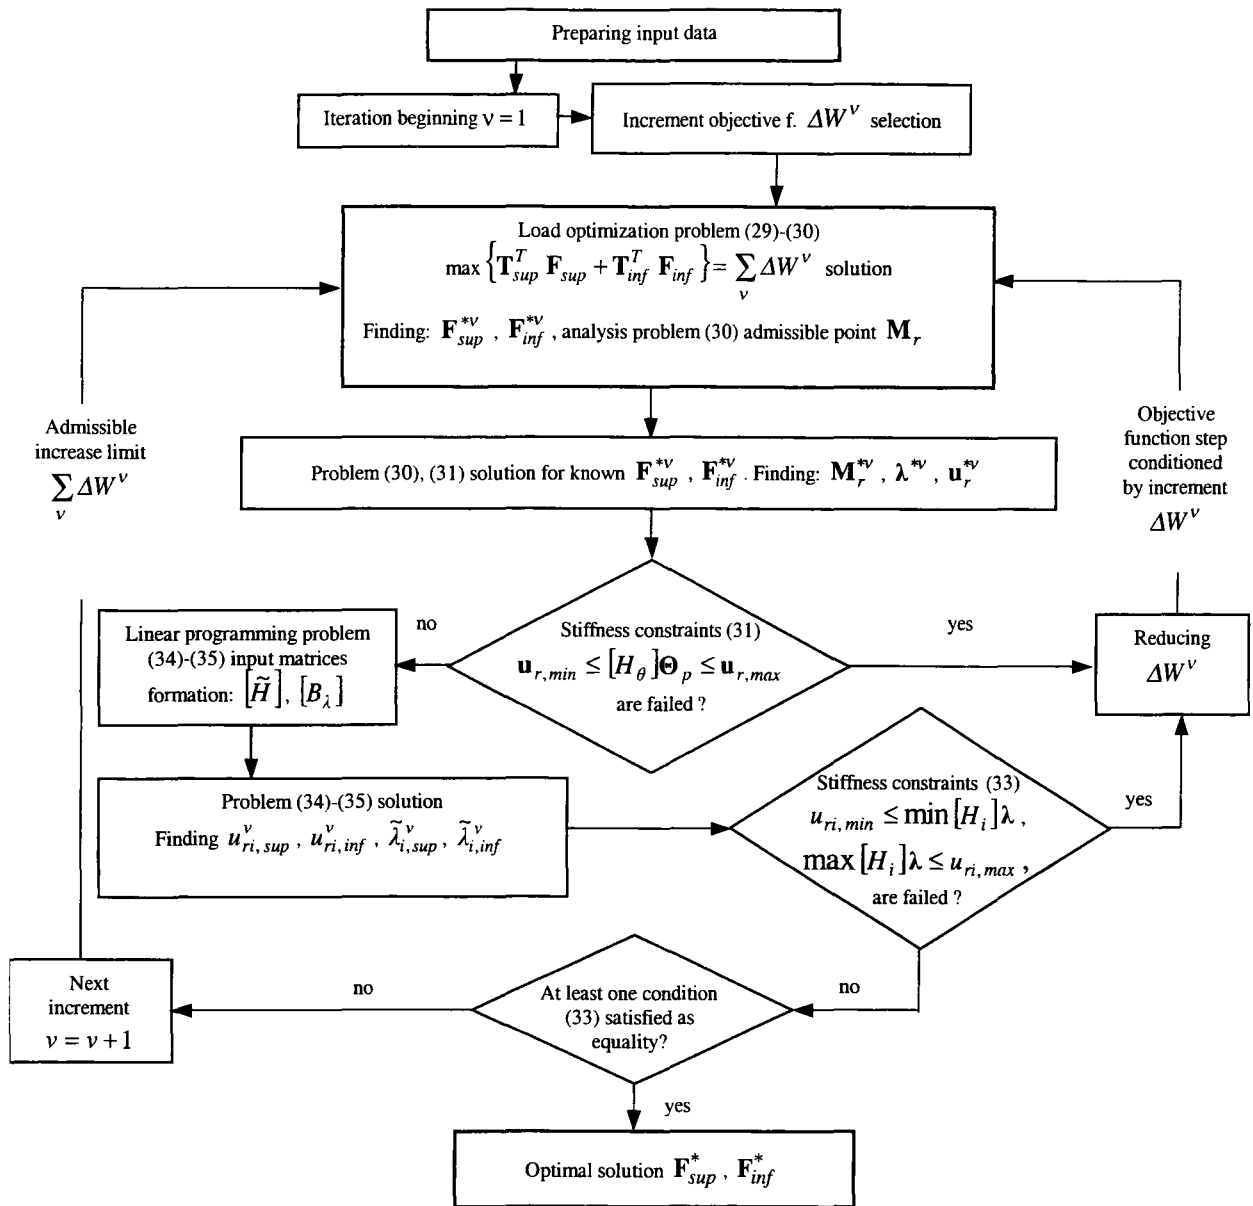 Preparing input data
Iteration beginning ν = 1
Increment objective f. ΔW^ν selection
Load optimization problem (29)-(30)
max {T^T_sup F_sup + T^T_inf F_inf} = ∑_ν ΔW^ν solution
Finding: F^*ν_sup , F^*ν_inf , analysis problem (30) admissible point M_r
Admissible
increase limit
∑_ν ΔW^ν
Objective
function step
conditioned
by increment
ΔW^ν
Problem (30), (31) solution for known F^*ν_sup , F^*ν_inf . Finding: M^*ν_r , λ^*ν , u^*ν_r
Stiffness constraints (31)
u_r,min ≤ [H_θ]Θ_p ≤ u_r,max
are failed ?
no
yes
Linear programming problem
(34)-(35) input matrices
formation: [H̃], [B_λ]
Reducing
ΔW^ν
Problem (34)-(35) solution
Finding u^ν_ri,sup , u^ν_ri,inf , λ̃^ν_i,sup , λ̃^ν_i,inf
Stiffness constraints (33)
u_ri,min ≤ min [H_i]λ ,
max [H_i]λ ≤ u_ri,max ,
are failed ?
yes
no
At least one condition
(33) satisfied as
equality?
no
Next
increment
ν = ν + 1
yes
Optimal solution F^*_sup , F^*_inf